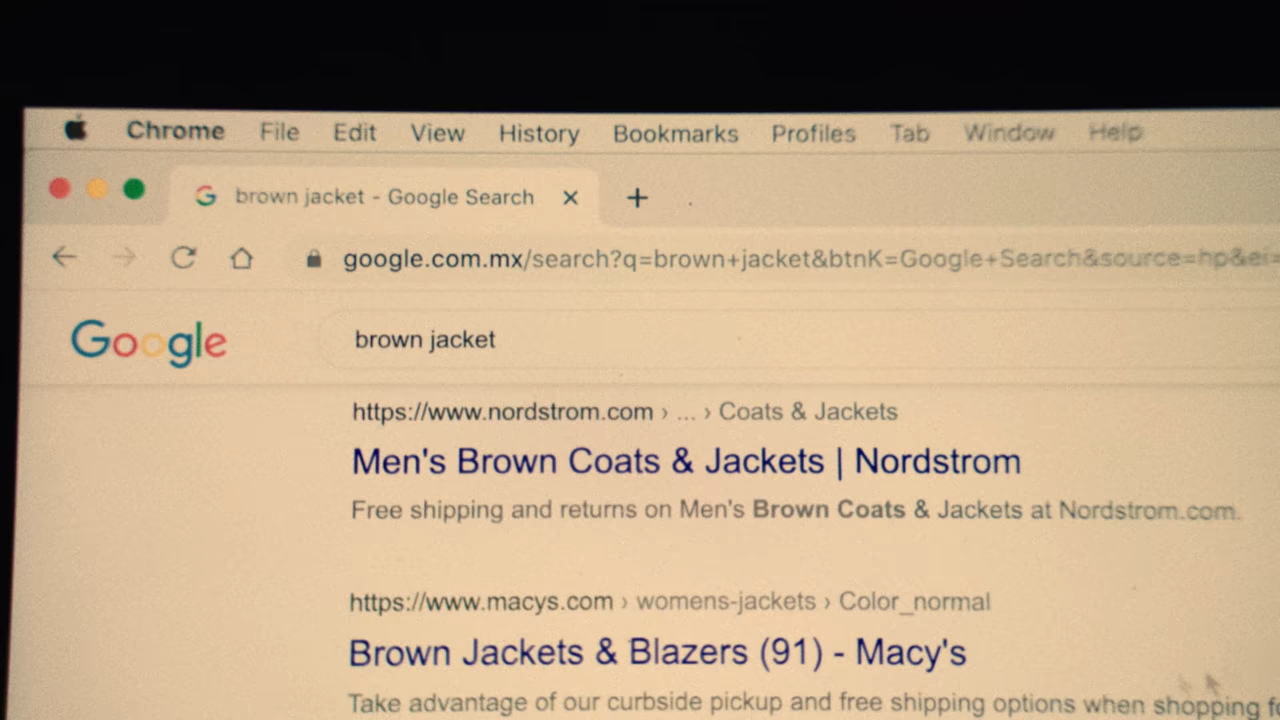 Chrome File Edit View History Bookmarks Profiles Tab Window Help
brown jacket - Google Search
google.com.mx/search?q=brown+jacket&btnK=Google+Search&source=hp&ei=
Google brown jacket
https://www.nordstrom.com › ... › Coats & Jackets
Men's Brown Coats & Jackets | Nordstrom
Free shipping and returns on Men's Brown Coats & Jackets at Nordstrom.com.
https://www.macys.com › womens-jackets › Color_normal
Brown Jackets & Blazers (91) - Macy's
Take advantage of our curbside pickup and free shipping options when shopping